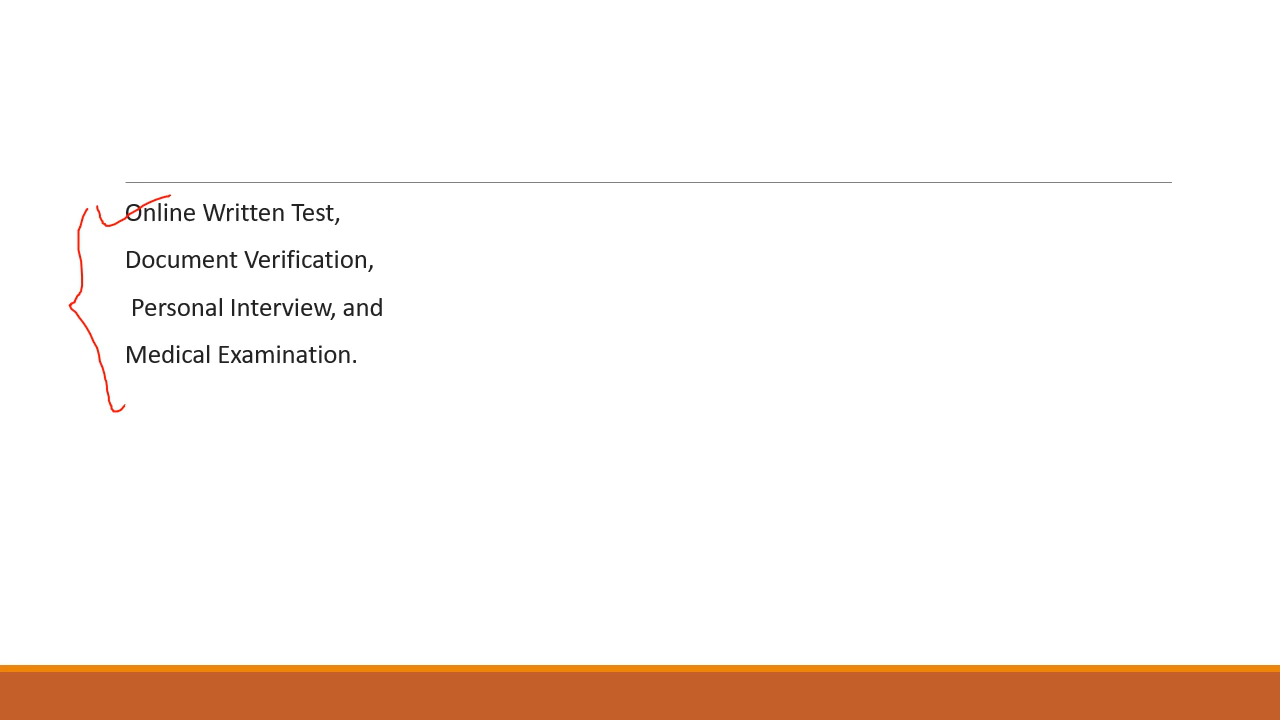 Online Written Test,
Document Verification,
Personal Interview, and
Medical Examination.